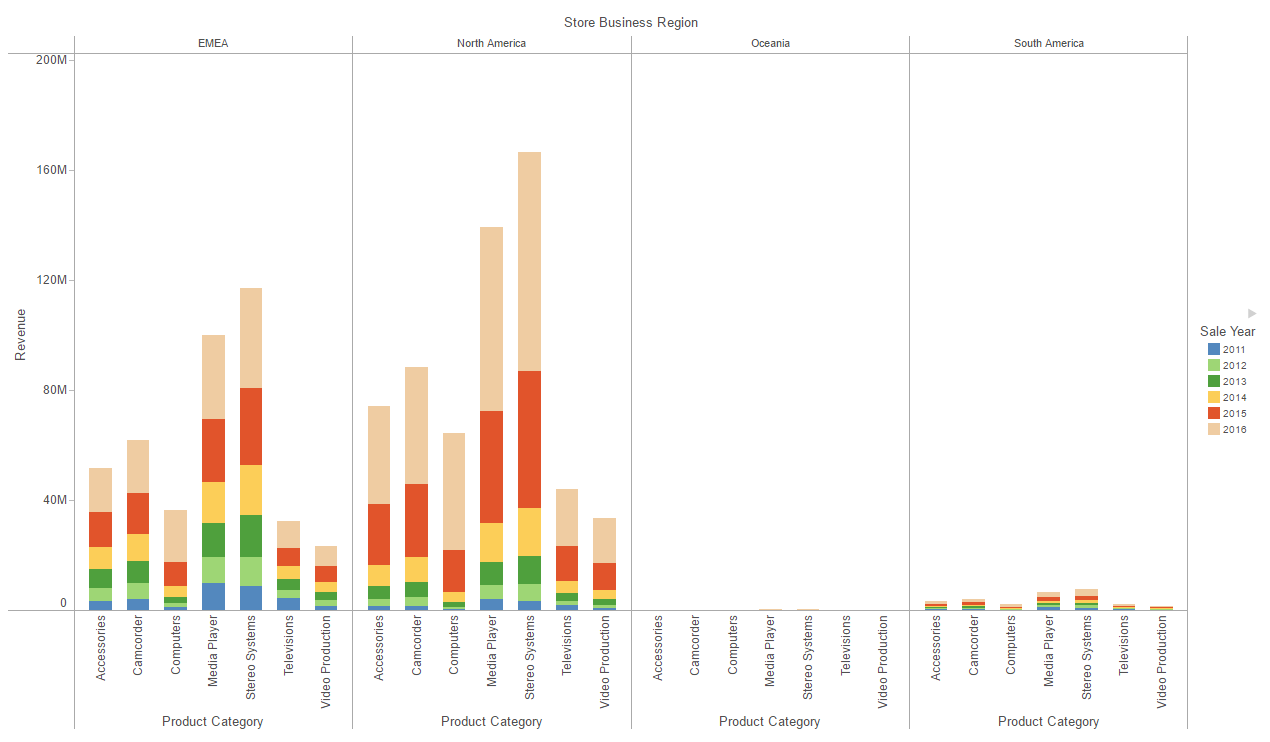 Store Business Region
EMEA
North America
Oceania
South America
200M
160M
120M
80M
40M
0
Revenue
Accessories
Camcorder
Computers
Media Player
Stereo Systems
Televisions
Video Production
Accessories
Camcorder
Computers
Media Player
Stereo Systems
Televisions
Video Production
Accessories
Camcorder
Computers
Media Player
Stereo Systems
Televisions
Video Production
Accessories
Camcorder
Computers
Media Player
Stereo Systems
Televisions
Video Production
Product Category
Product Category
Product Category
Product Category
Sale Year
2011
2012
2013
2014
2015
2016